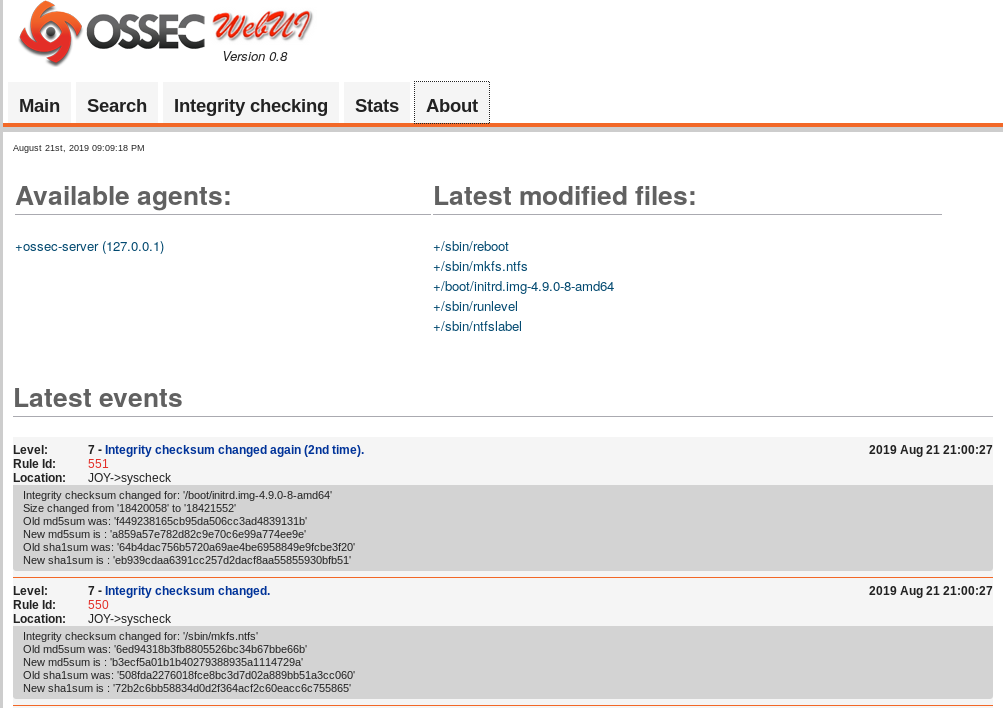 OSSEC WebUI
Version 0.8
Main Search Integrity checking Stats About
August 21st, 2019 09:09:18 PM
Available agents: Latest modified files:
+ossec-server (127.0.0.1) +/sbin/reboot
+/sbin/mkfs.ntfs
+/boot/initrd.img-4.9.0-8-amd64
+/sbin/runlevel
+/sbin/ntfslabel
Latest events
Level: 7 - Integrity checksum changed again (2nd time). 2019 Aug 21 21:00:27
Rule Id: 551
Location: JOY->syscheck
Integrity checksum changed for: '/boot/initrd.img-4.9.0-8-amd64'
Size changed from '18420058' to '18421552'
Old md5sum was: 'f449238165cb95da506cc3ad4839131b'
New md5sum is : 'a859a57e782d82c9e70c6e99a774ee9e'
Old sha1sum was: '64b4dac756b5720a69ae4be6958849e9fcbe3f20'
New sha1sum is : 'eb939cdaa6391cc257d2dacf8aa55855930bfb51'
Level: 7 - Integrity checksum changed. 2019 Aug 21 21:00:27
Rule Id: 550
Location: JOY->syscheck
Integrity checksum changed for: '/sbin/mkfs.ntfs'
Old md5sum was: '6ed94318b3fb8805526bc34b67bbe66b'
New md5sum is : 'b3ecf5a01b1b40279388935a1114729a'
Old sha1sum was: '508fda2276018fce8bc3d7d02a889bb51a3cc060'
New sha1sum is : '72b2c6bb58834d0d2f364acf2c60eacc6c755865'